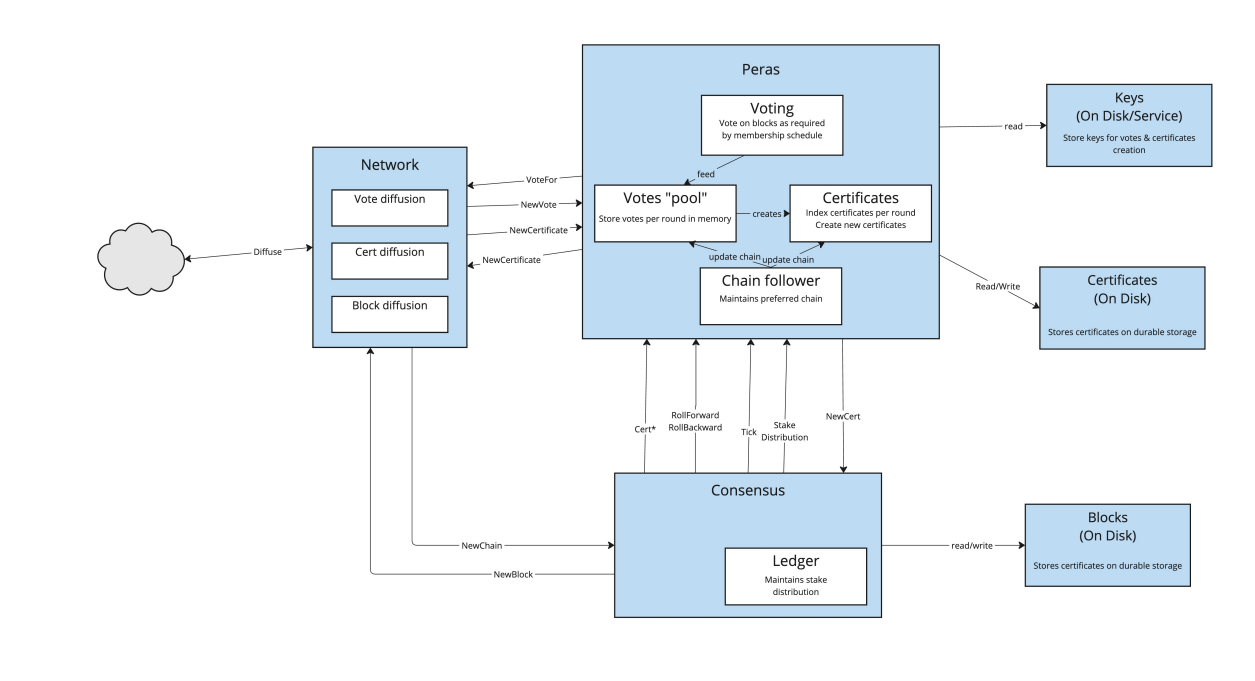 Peras
Voting
Vote on blocks as required
by membership schedule
Keys
(On Disk/Service)
Store keys for votes & certificates
creation
read
Network
Vote diffusion
Cert diffusion
Block diffusion
VoteFor
NewVote
NewCertificate
NewCertificate
feed
Votes "pool"
Store votes per round in memory
creates
Certificates
Index certificates per round
Create new certificates
update chain
update chain
Chain follower
Maintains preferred chain
Diffuse
Read/Write
Certificates
(On Disk)
Stores certificates on durable storage
Cert*
RollForward
RollBackward
Tick
Stake
Distribution
NewCert
Consensus
Ledger
Maintains stake
distribution
NewChain
NewBlock
read/write
Blocks
(On Disk)
Stores certificates on durable storage